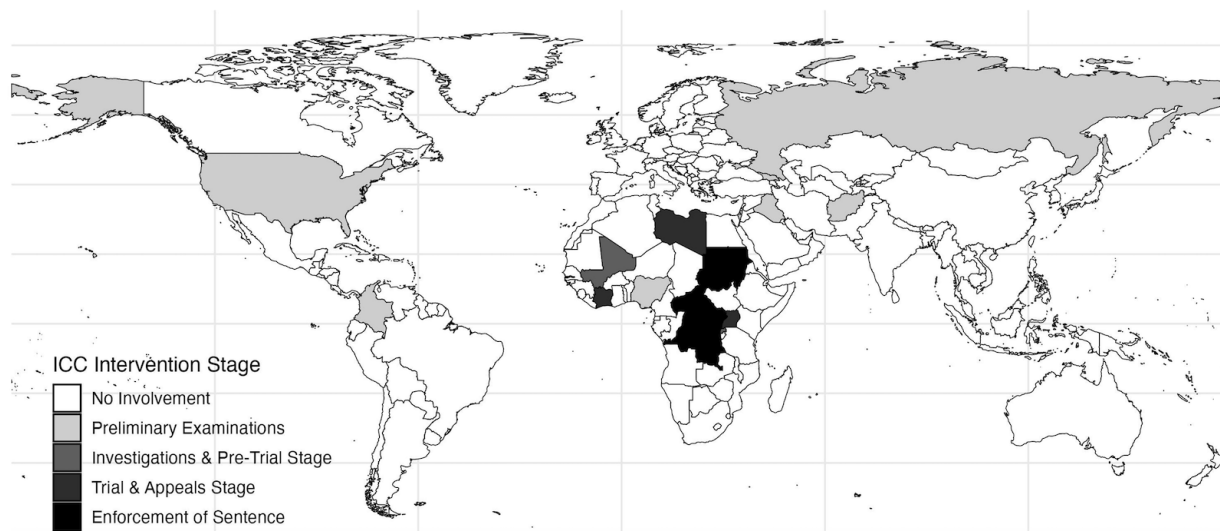 ICC Intervention Stage
No Involvement
Preliminary Examinations
Investigations & Pre-Trial Stage
Trial & Appeals Stage
Enforcement of Sentence